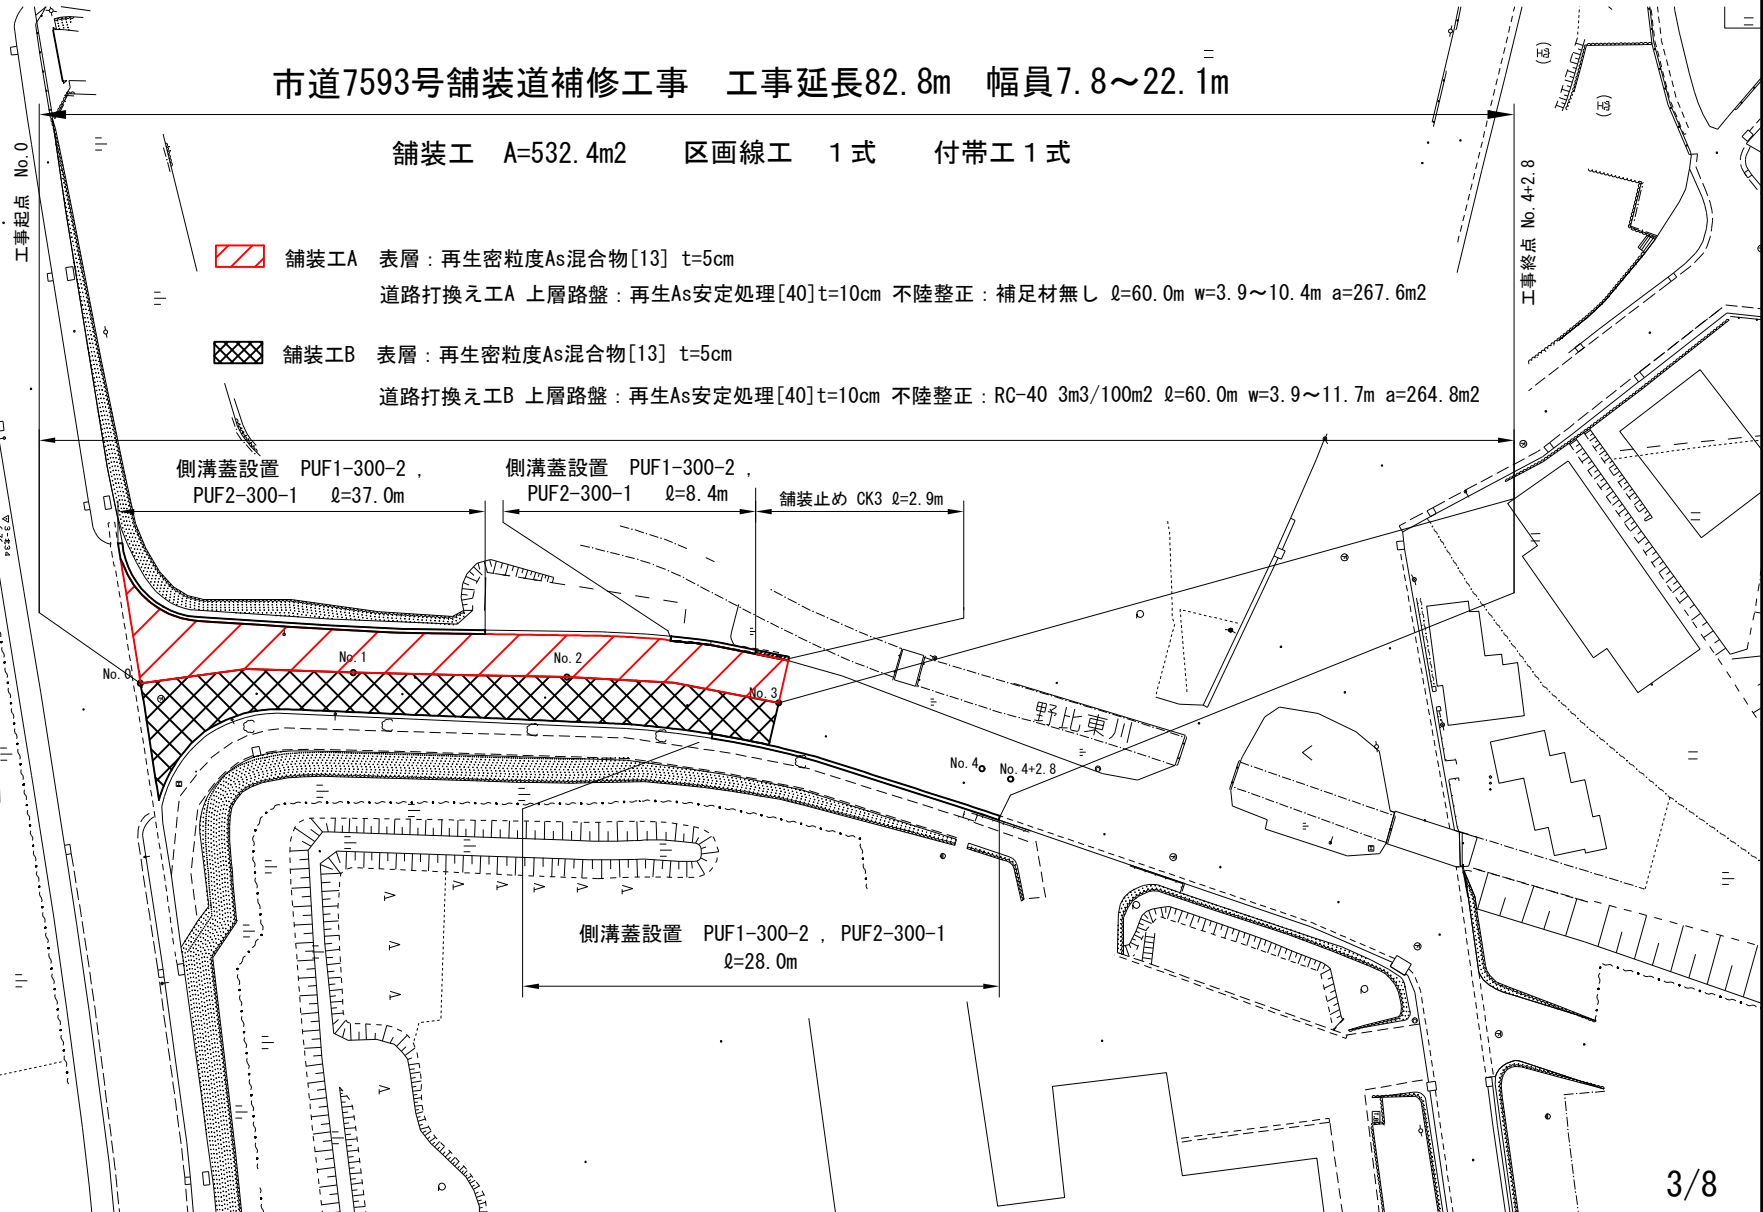 市道7593号舗装道補修工事　工事延長82.8m　幅員7.8～22.1m
舗装工　A=532.4m2　　区画線工　１式　　付帯工１式
工事起点 No.0
工事終点 No.4+2.8
舗装工A　表層：再生密粒度As混合物[13] t=5cm
道路打換え工A 上層路盤：再生As安定処理[40]t=10cm 不陸整正：補足材無し ℓ=60.0m w=3.9～10.4m a=267.6m2
舗装工B　表層：再生密粒度As混合物[13] t=5cm
道路打換え工B 上層路盤：再生As安定処理[40]t=10cm 不陸整正：RC-40 3m3/100m2 ℓ=60.0m w=3.9～11.7m a=264.8m2
側溝蓋設置　PUF1-300-2 ,
PUF2-300-1　ℓ=37.0m
側溝蓋設置　PUF1-300-2 ,
PUF2-300-1　ℓ=8.4m
舗装止め CK3 ℓ=2.9m
No.0
No.1
No.2
No.3
No.4
No.4+2.8
野比東川
側溝蓋設置　PUF1-300-2 , PUF2-300-1
ℓ=28.0m
(空)
(空)
3/8